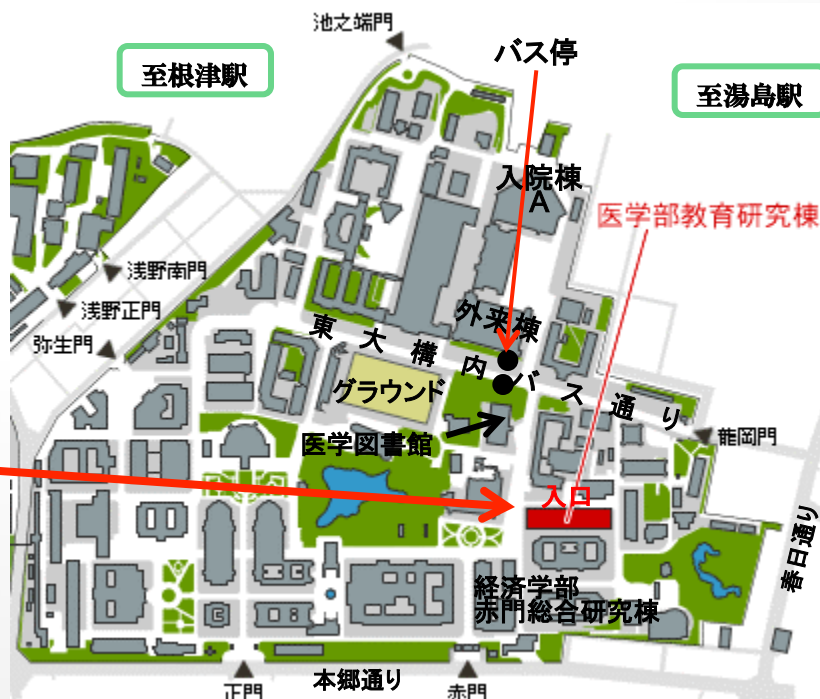 池之端門
至根津駅
バス停
至湯島駅
入院棟
A
医学部教育研究棟
浅野南門
浅野正門
弥生門
外来棟
東大構内バス通り
グラウンド
医学図書館
龍岡門
入口
春日通り
経済学部
赤門総合研究棟
本郷通り
正門
赤門